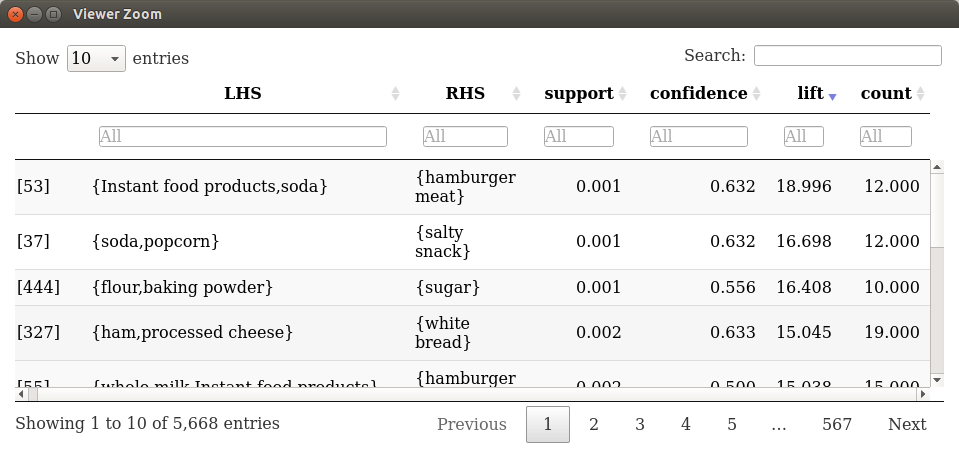 Viewer Zoom
Show 10 entries Search:
LHS RHS support confidence lift count
All All All All All All
[53] {Instant food products,soda} {hamburger meat} 0.001 0.632 18.996 12.000
[37] {soda,popcorn} {salty snack} 0.001 0.632 16.698 12.000
[444] {flour,baking powder} {sugar} 0.001 0.556 16.408 10.000
[327] {ham,processed cheese} {white bread} 0.002 0.633 15.045 19.000
[55] {whole milk,Instant food products} {hamburger 0.002 0.500 15.038 15.000
Showing 1 to 10 of 5,668 entries Previous 1 2 3 4 5 … 567 Next